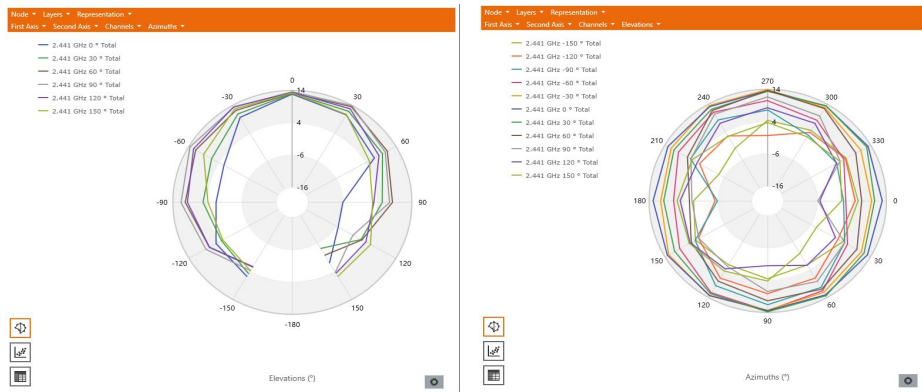 Node Layers Representation
First Axis Second Axis Channels Azimuths
2.441 GHz 0 ° Total
2.441 GHz 30 ° Total
2.441 GHz 60 ° Total
2.441 GHz 90 ° Total
2.441 GHz 120 ° Total
2.441 GHz 150 ° Total
0
14
-30
30
4
-60
60
-6
-16
-90
90
-120
120
-150
150
-180
Elevations (°)
Node Layers Representation
First Axis Second Axis Channels Elevations
2.441 GHz -150 ° Total
2.441 GHz -120 ° Total
2.441 GHz -90 ° Total
2.441 GHz -60 ° Total
2.441 GHz -30 ° Total
2.441 GHz 0 ° Total
2.441 GHz 30 ° Total
2.441 GHz 60 ° Total
2.441 GHz 90 ° Total
2.441 GHz 120 ° Total
2.441 GHz 150 ° Total
270
14
240
300
4
210
330
-6
-16
180
0
150
30
120
60
90
Azimuths (°)